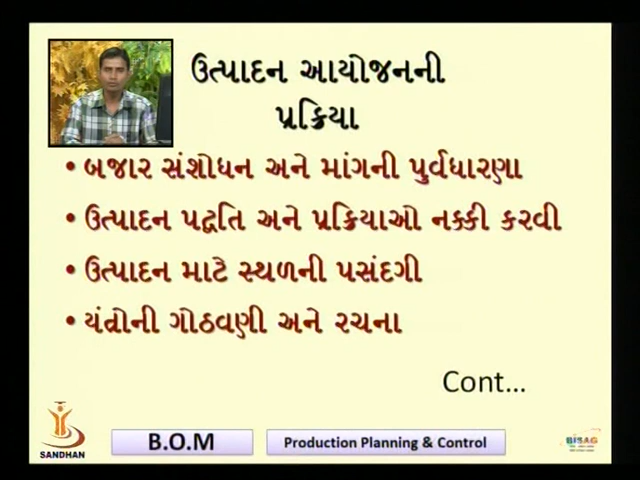 ઉત્પાદન આયોજનની
પ્રક્રિયા
• બજાર સંશોધન અને માંગની પુર્વધારણા
• ઉત્પાદન પદ્વતિ અને પ્રક્રિયાઓ નક્કી કરવી
• ઉત્પાદન માટે સ્થળની પસંદગી
• યંત્રોની ગોઠવણી અને રચના
Cont...
SANDHAN
B.O.M
Production Planning & Control
BISAG